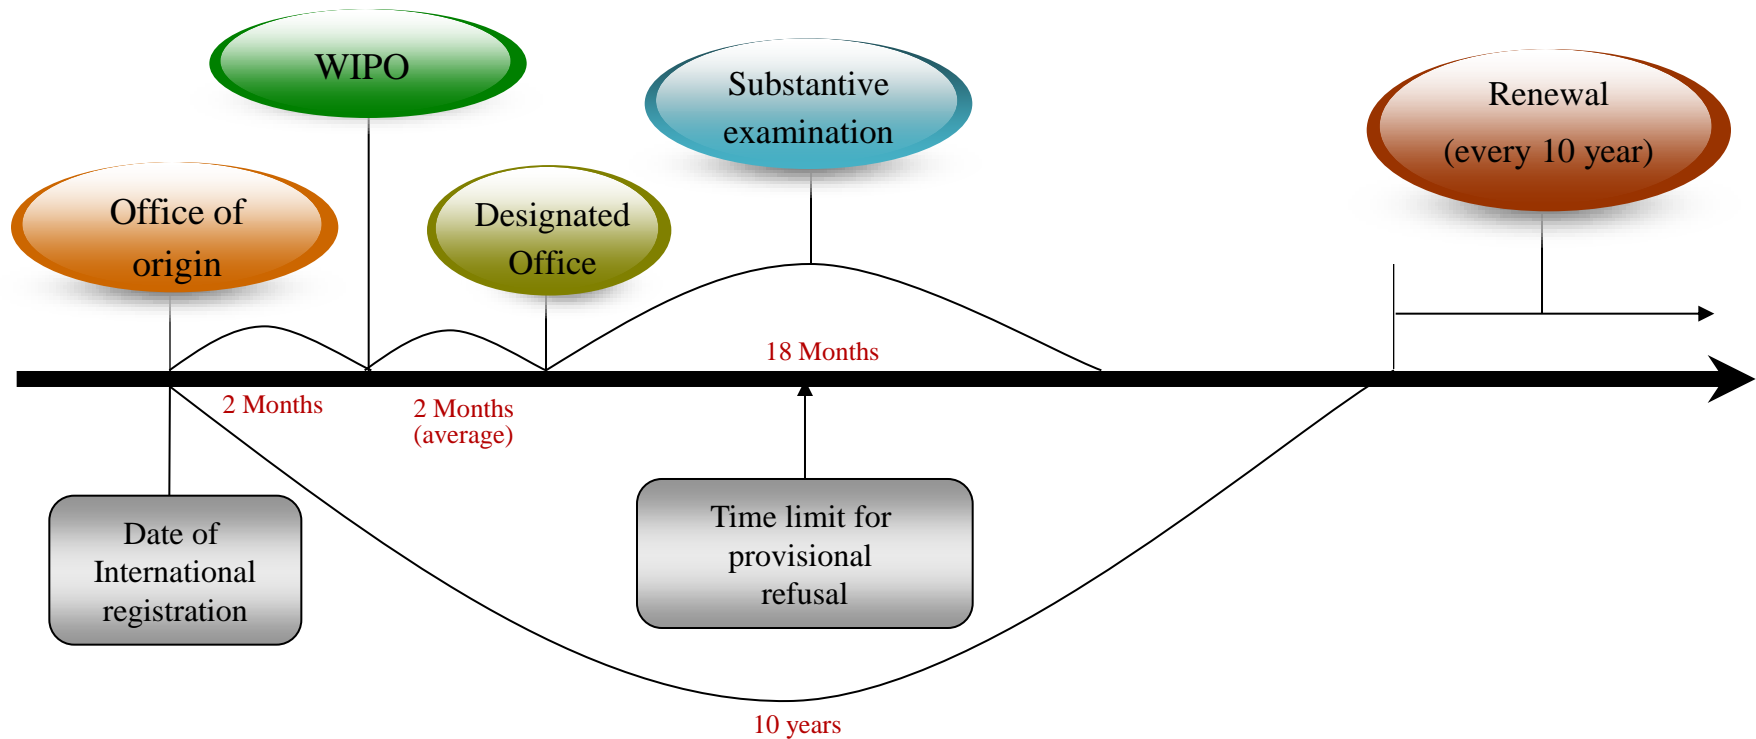 WIPO
Substantive
examination
Renewal
(every 10 year)
Office of
origin
Designated
Office
18 Months
2 Months
2 Months
(average)
Date of
International
registration
Time limit for
provisional
refusal
10 years